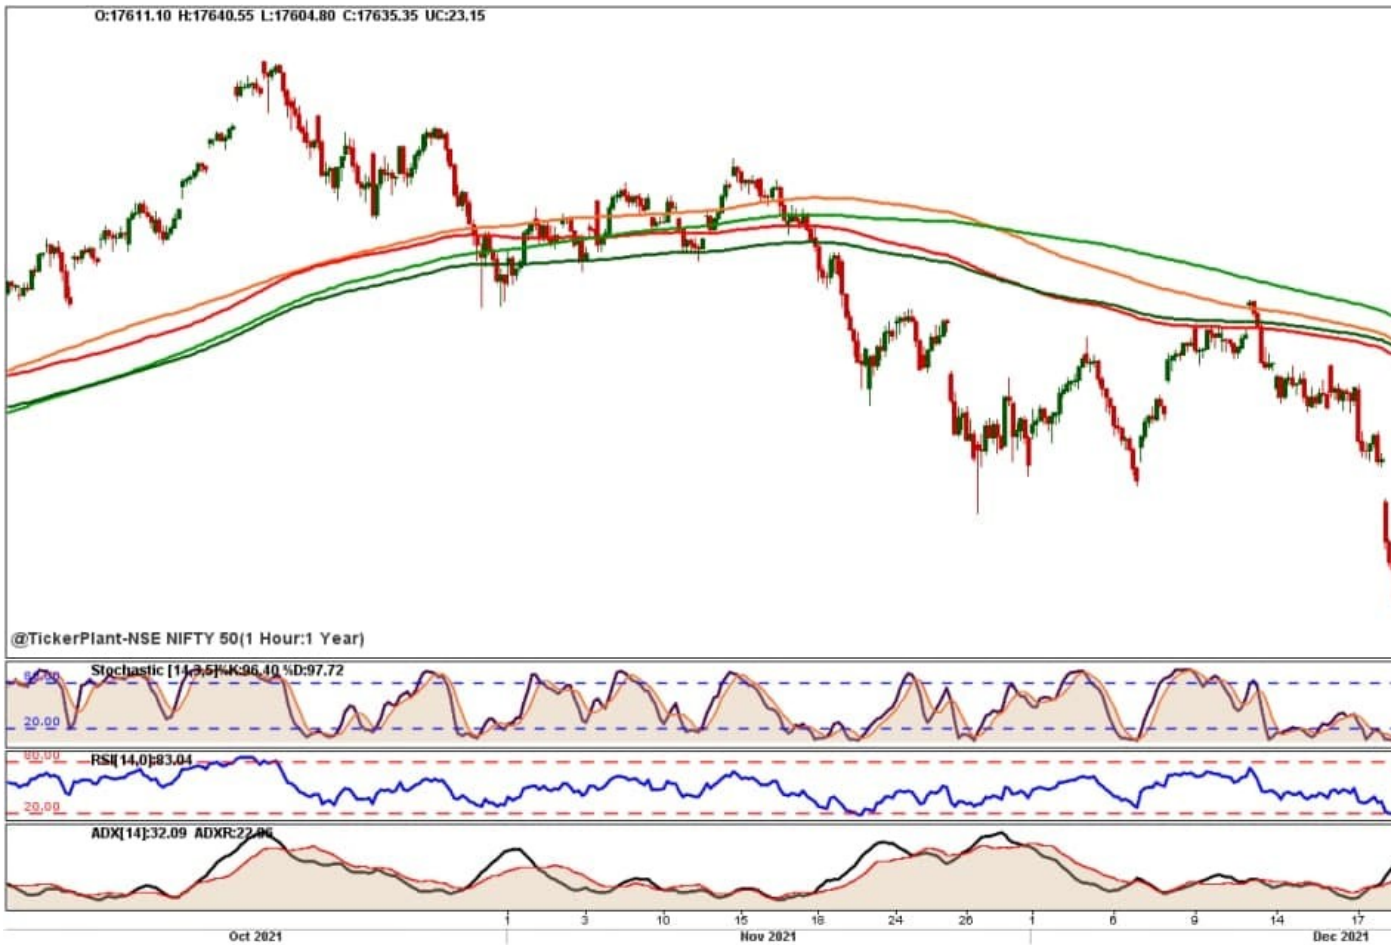 O:17611.10 H:17640.55 L:17604.80 C:17635.35 UC:23.15
@TickerPlant-NSE NIFTY 50(1 Hour:1 Year)
Stochastic [14,3,5]%K:96.40 %D:97.72
80.00
20.00
RSI[14,0]:83.04
80.00
20.00
ADX[14]:32.09 ADXR:22.96
1 3 10 15 18 24 26 1 6 9 14 17
Oct 2021 Nov 2021 Dec 2021